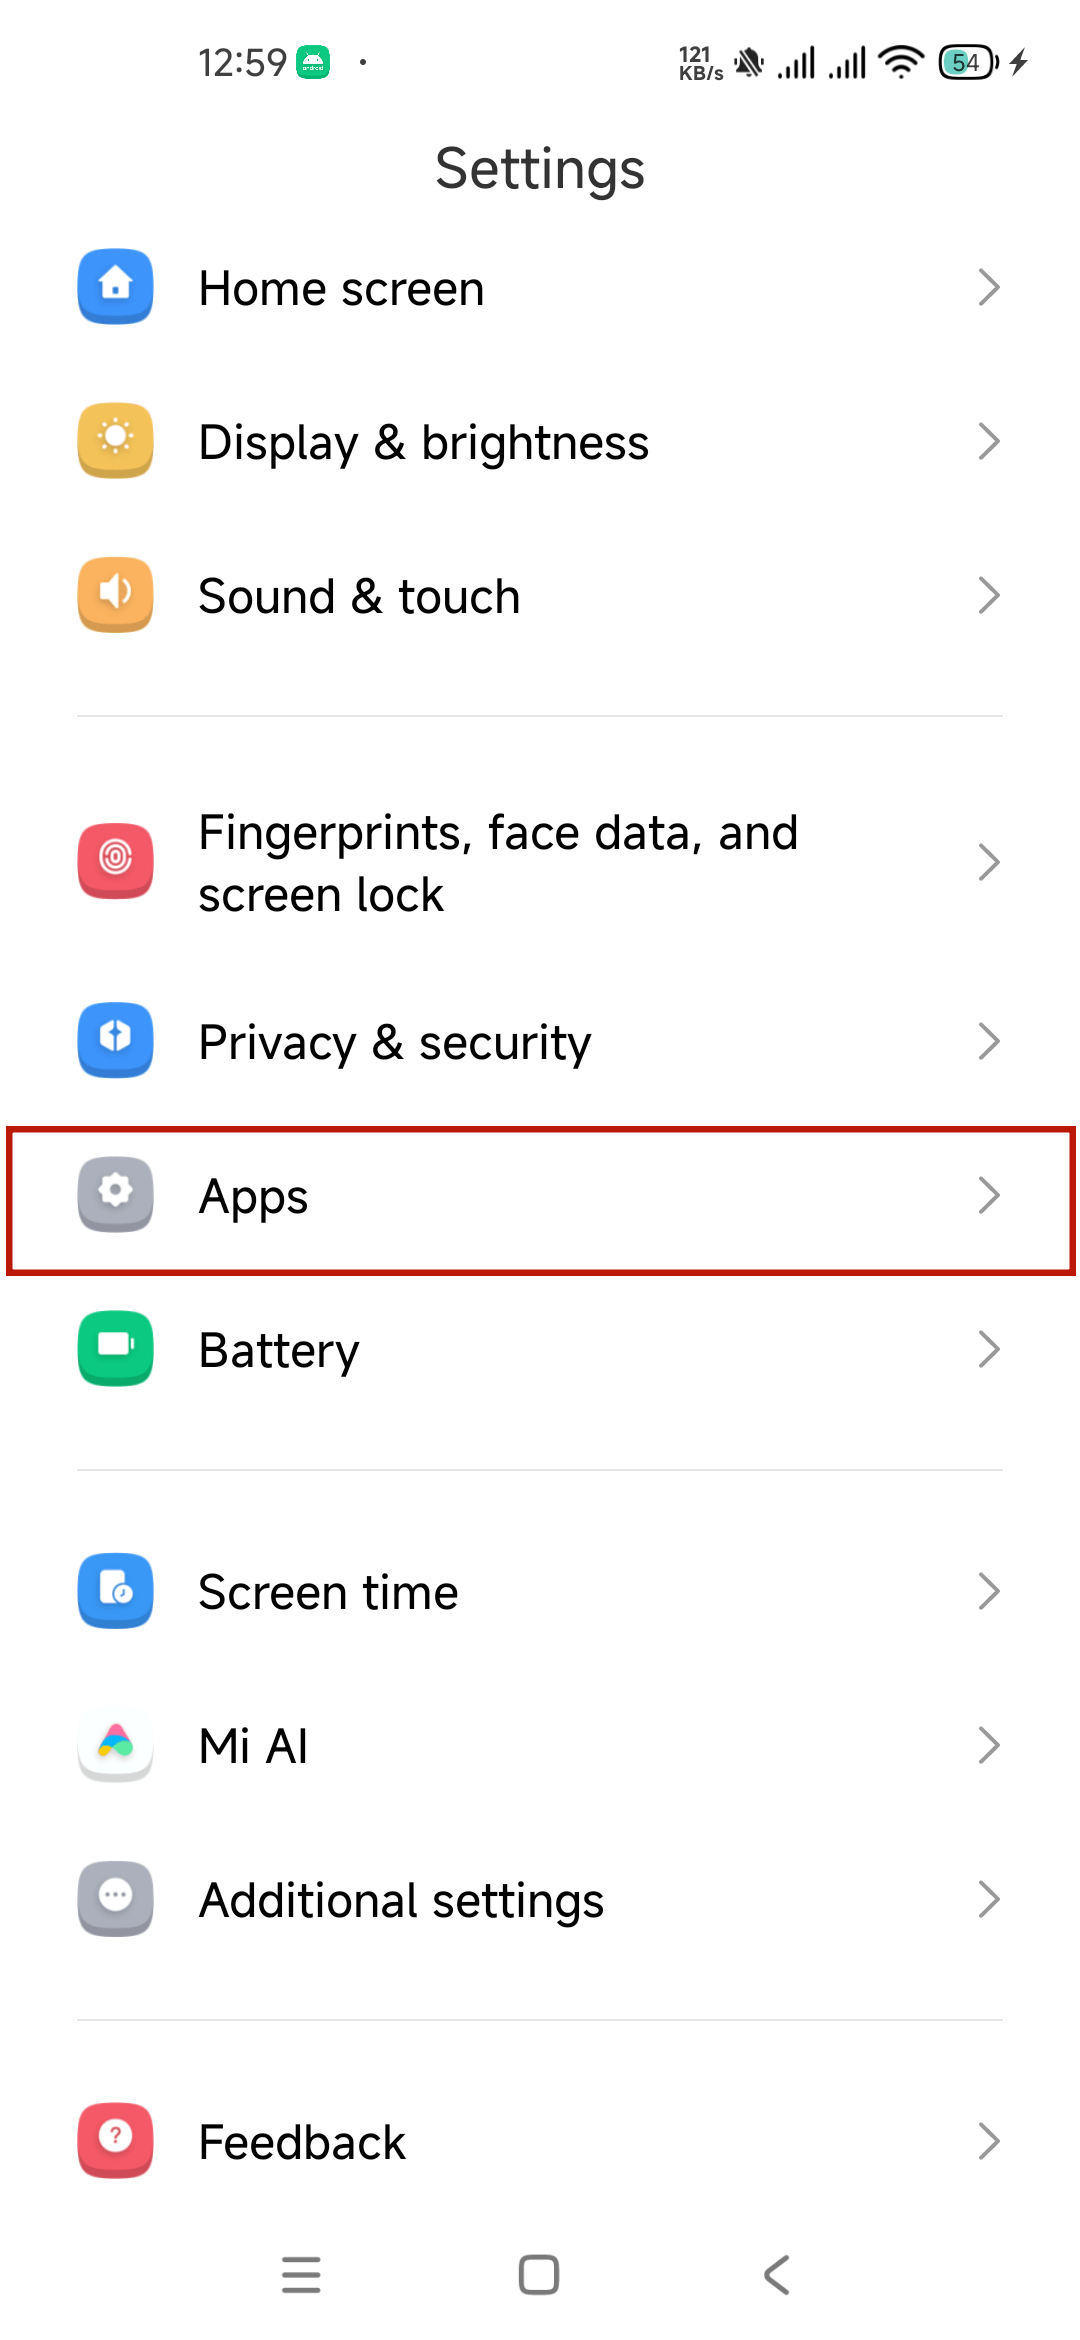 12:59
121
KB/s
54
Settings
Home screen
Display & brightness
Sound & touch
Fingerprints, face data, and
screen lock
Privacy & security
Apps
Battery
Screen time
Mi AI
Additional settings
Feedback